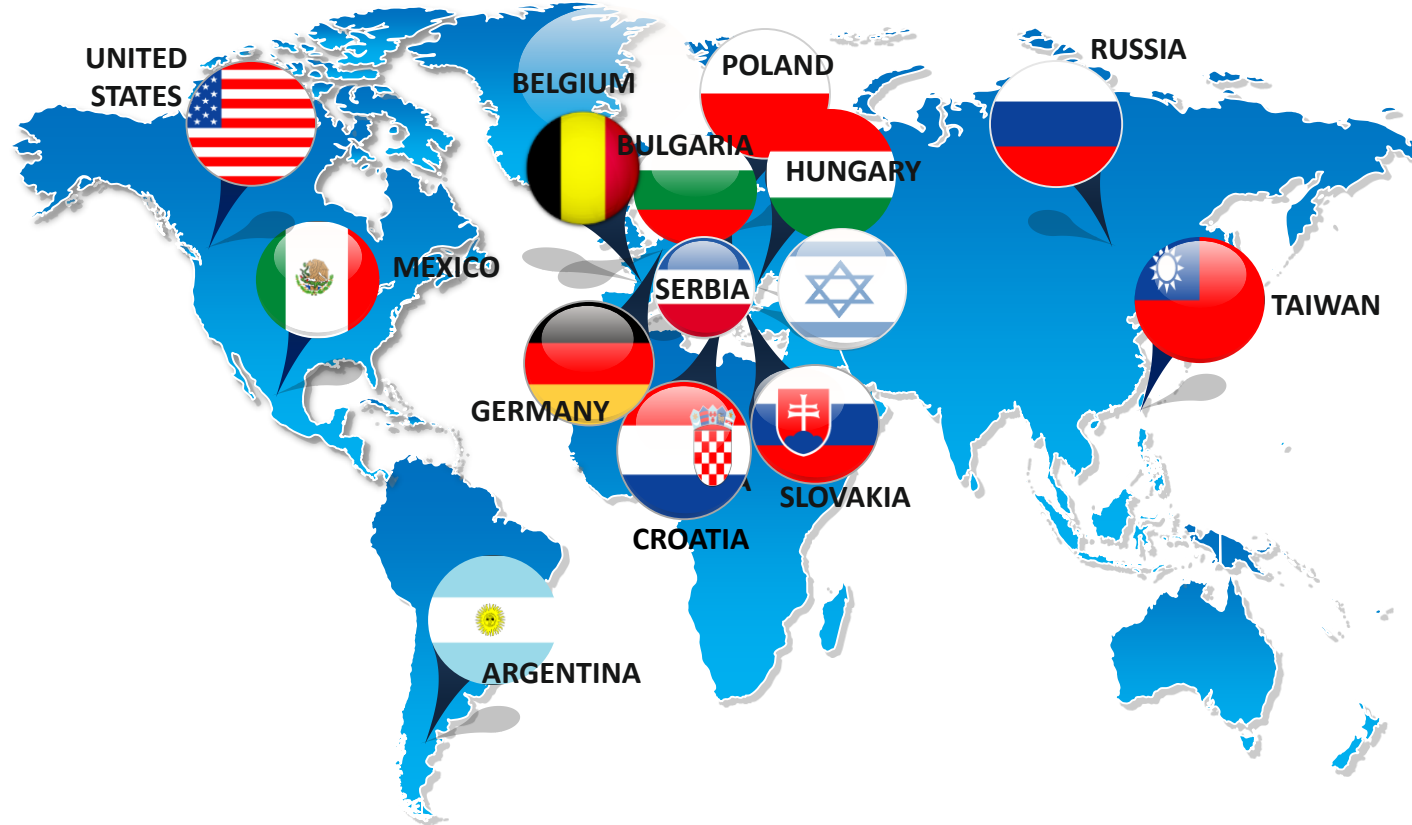 UNITED
STATES
RUSSIA
POLAND
BELGIUM
BULGARIA
HUNGARY
MEXICO
SERBIA
TAIWAN
GERMANY
SLOVAKIA
CROATIA
ARGENTINA